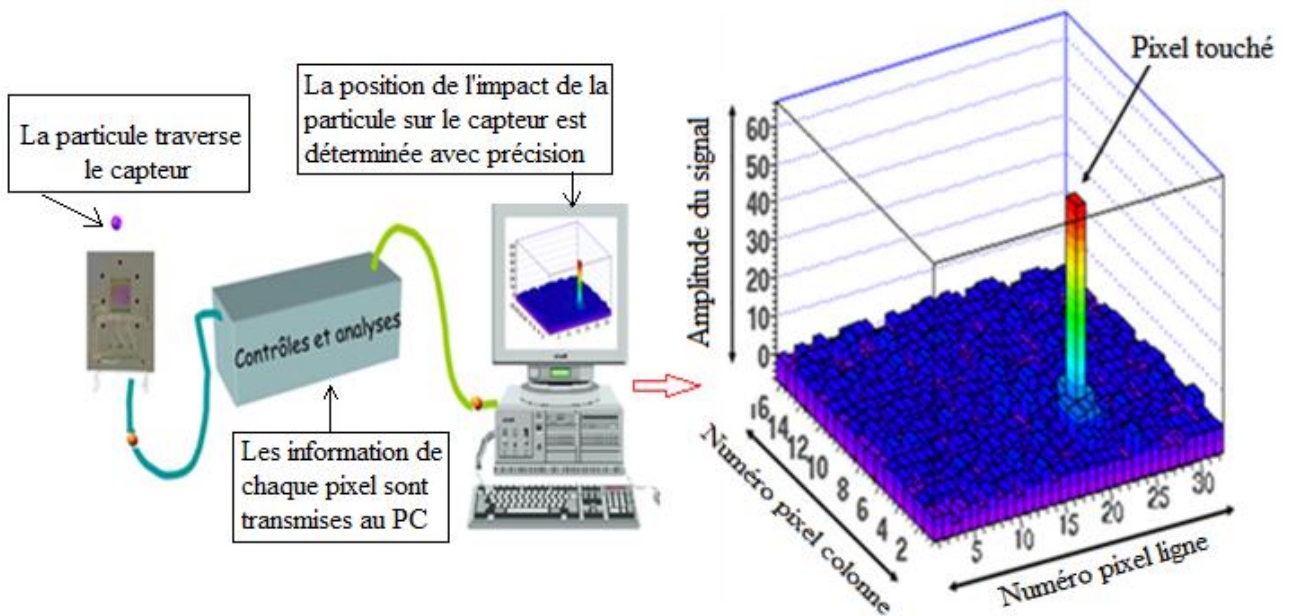 La particule traverse
le capteur
La position de l'impact de la
particule sur le capteur est
déterminée avec précision
Contrôles et analyses
Les information de
chaque pixel sont
transmises au PC
Pixel touché
Amplitude du signal
60
50
40
30
20
10
0
16
14
12
10
8
6
4
2
Numéro pixel colonne
5
10
15
20
25
30
Numéro pixel ligne